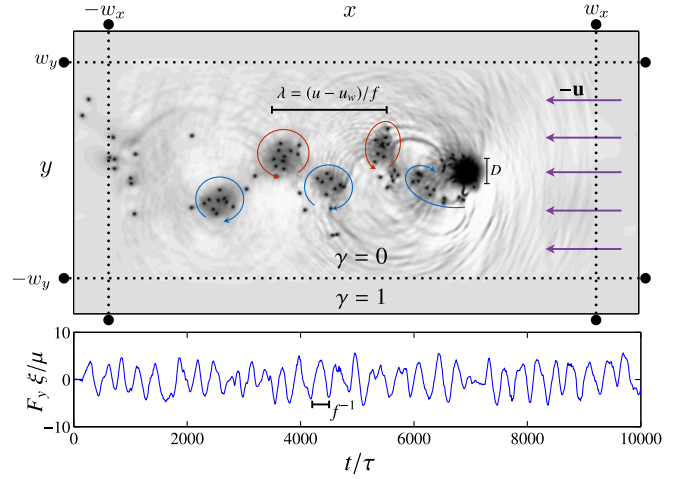 −w_x x w_x
w_y
λ = (u − u_w)/f
−u
y
D
γ = 0
−w_y
γ = 1
10
0
−10
F_y ξ/μ
f⁻¹
0 2000 4000 6000 8000 10000
t/τ